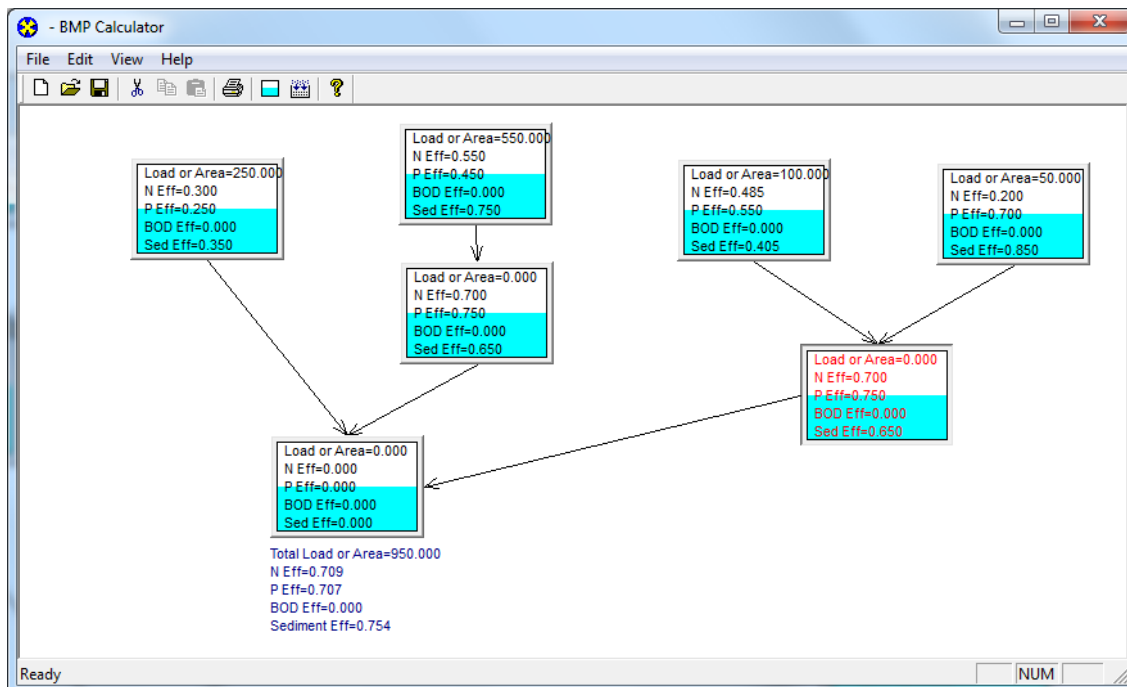 - BMP Calculator
File Edit View Help
Load or Area=250.000
N Eff=0.300
P Eff=0.250
BOD Eff=0.000
Sed Eff=0.350
Load or Area=550.000
N Eff=0.550
P Eff=0.450
BOD Eff=0.000
Sed Eff=0.750
Load or Area=100.000
N Eff=0.485
P Eff=0.550
BOD Eff=0.000
Sed Eff=0.405
Load or Area=50.000
N Eff=0.200
P Eff=0.700
BOD Eff=0.000
Sed Eff=0.850
Load or Area=0.000
N Eff=0.700
P Eff=0.750
BOD Eff=0.000
Sed Eff=0.650
Load or Area=0.000
N Eff=0.700
P Eff=0.750
BOD Eff=0.000
Sed Eff=0.650
Load or Area=0.000
N Eff=0.000
P Eff=0.000
BOD Eff=0.000
Sed Eff=0.000
Total Load or Area=950.000
N Eff=0.709
P Eff=0.707
BOD Eff=0.000
Sediment Eff=0.754
Ready NUM